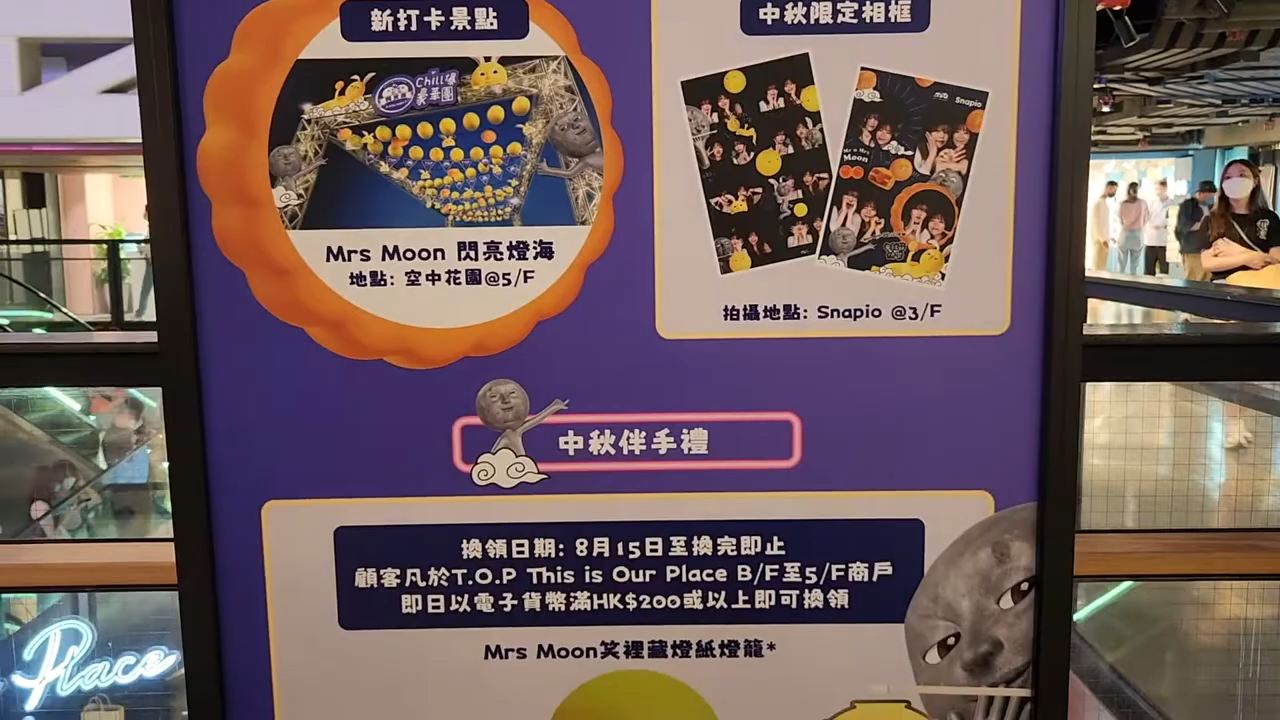 新打卡景點
Chill爆
豪華團
Mrs Moon 閃亮燈海
地點: 空中花園@5/F
中秋限定相框
Snapio
Mr & Mrs
Moon
拍攝地點: Snapio @3/F
中秋伴手禮
換領日期: 8月15日至換完即止
顧客凡於T.O.P This is Our Place B/F至5/F商戶
即日以電子貨幣滿HK$200或以上即可換領
Mrs Moon笑裡藏燈紙燈籠*
Place